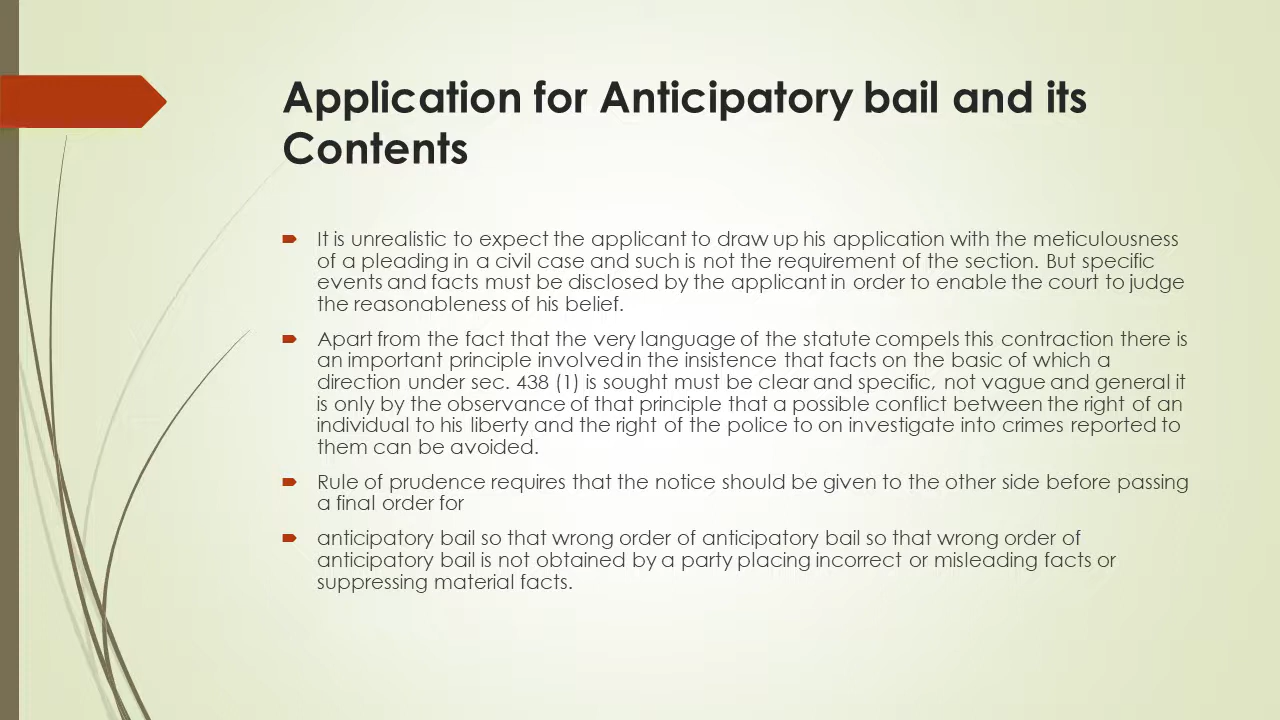 Application for Anticipatory bail and its
Contents
It is unrealistic to expect the applicant to draw up his application with the meticulousness
of a pleading in a civil case and such is not the requirement of the section. But specific
events and facts must be disclosed by the applicant in order to enable the court to judge
the reasonableness of his belief.
Apart from the fact that the very language of the statute compels this contraction there is
an important principle involved in the insistence that facts on the basic of which a
direction under sec. 438 (1) is sought must be clear and specific, not vague and general it
is only by the observance of that principle that a possible conflict between the right of an
individual to his liberty and the right of the police to on investigate into crimes reported to
them can be avoided.
Rule of prudence requires that the notice should be given to the other side before passing
a final order for
anticipatory bail so that wrong order of anticipatory bail so that wrong order of
anticipatory bail is not obtained by a party placing incorrect or misleading facts or
suppressing material facts.